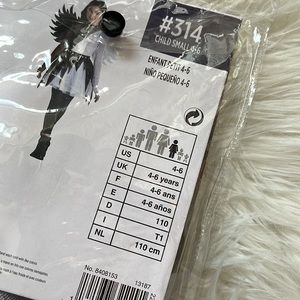 #314
CHILD SMALL 4-6
ENFANT PETIT 4-6
NIÑO PEQUEÑO 4-6
US 4-6
UK 4-6 years
F 4-6 ans
E 4-6 años
D 110
I T1
NL 110 cm
No. 8408153 13187